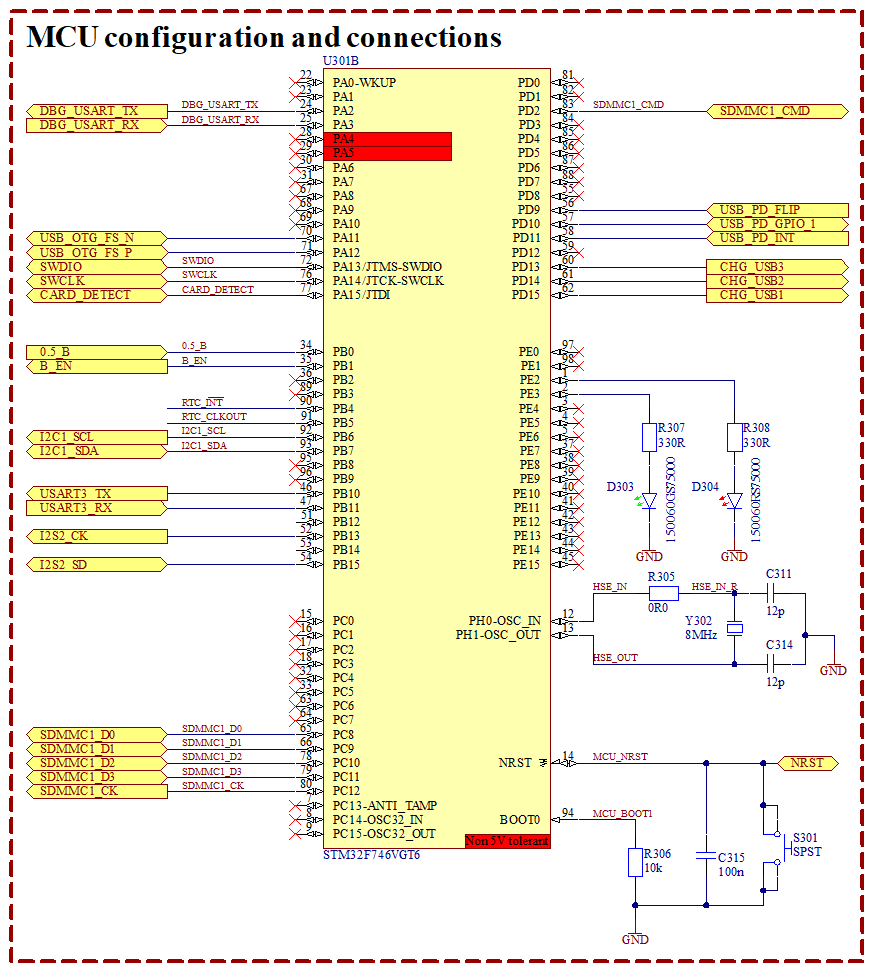 MCU configuration and connections
U301B
22 PA0-WKUP
23 PA1
DBG_USART_TX DBG_USART_TX 24 PA2
DBG_USART_RX DBG_USART_RX 25 PA3
28 PA4
29 PA5
30 PA6
31 PA7
67 PA8
68 PA9
69 PA10
USB_OTG_FS_N 70 PA11
USB_OTG_FS_P 71 PA12
SWDIO SWDIO 72 PA13/JTMS-SWDIO
SWCLK SWCLK 76 PA14/JTCK-SWCLK
CARD_DETECT CARD_DETECT 77 PA15/JTDI
0.5_B 0.5_B 34 PB0
B_EN B_EN 35 PB1
36 PB2
89 PB3
RTC_INT 90 PB4
RTC_CLKOUT 91 PB5
I2C1_SCL I2C1_SCL 92 PB6
I2C1_SDA I2C1_SDA 93 PB7
95 PB8
96 PB9
USART3_TX 46 PB10
USART3_RX 47 PB11
51 PB12
I2S2_CK 52 PB13
53 PB14
I2S2_SD 54 PB15
15 PC0
16 PC1
17 PC2
18 PC3
32 PC4
33 PC5
63 PC6
64 PC7
SDMMC1_D0 SDMMC1_D0 65 PC8
SDMMC1_D1 SDMMC1_D1 66 PC9
SDMMC1_D2 SDMMC1_D2 78 PC10
SDMMC1_D3 SDMMC1_D3 79 PC11
SDMMC1_CK SDMMC1_CK 80 PC12
7 PC13-ANTI_TAMP
8 PC14-OSC32_IN
9 PC15-OSC32_OUT
STM32F746VGT6
PD0 81
PD1 82
PD2 83 SDMMC1_CMD SDMMC1_CMD
PD3 84
PD4 85
PD5 86
PD6 87
PD7 88
PD8 55
PD9 56 USB_PD_FLIP
PD10 57 USB_PD_GPIO_1
PD11 58 USB_PD_INT
PD12 59
PD13 60 CHG_USB3
PD14 61 CHG_USB2
PD15 62 CHG_USB1
PE0 97
PE1 98
PE2 1
PE3 2
PE4 3
PE5 4
PE6 5
PE7 37
PE8 38
PE9 39
PE10 40
PE11 41
PE12 42
PE13 43
PE14 44
PE15 45
R307
330R
R308
330R
D303
150060GS75000
D304
150060RS75000
GND
GND
PH0-OSC_IN 12
PH1-OSC_OUT 13
HSE_IN
R305
0R0
HSE_IN_R
C311
12p
Y302
8MHz
C314
12p
HSE_OUT
GND
NRST 14 MCU_NRST NRST
BOOT0 94 MCU_BOOT1
Non 5V tolerant
R306
10k
C315
100n
S301
SPST
GND